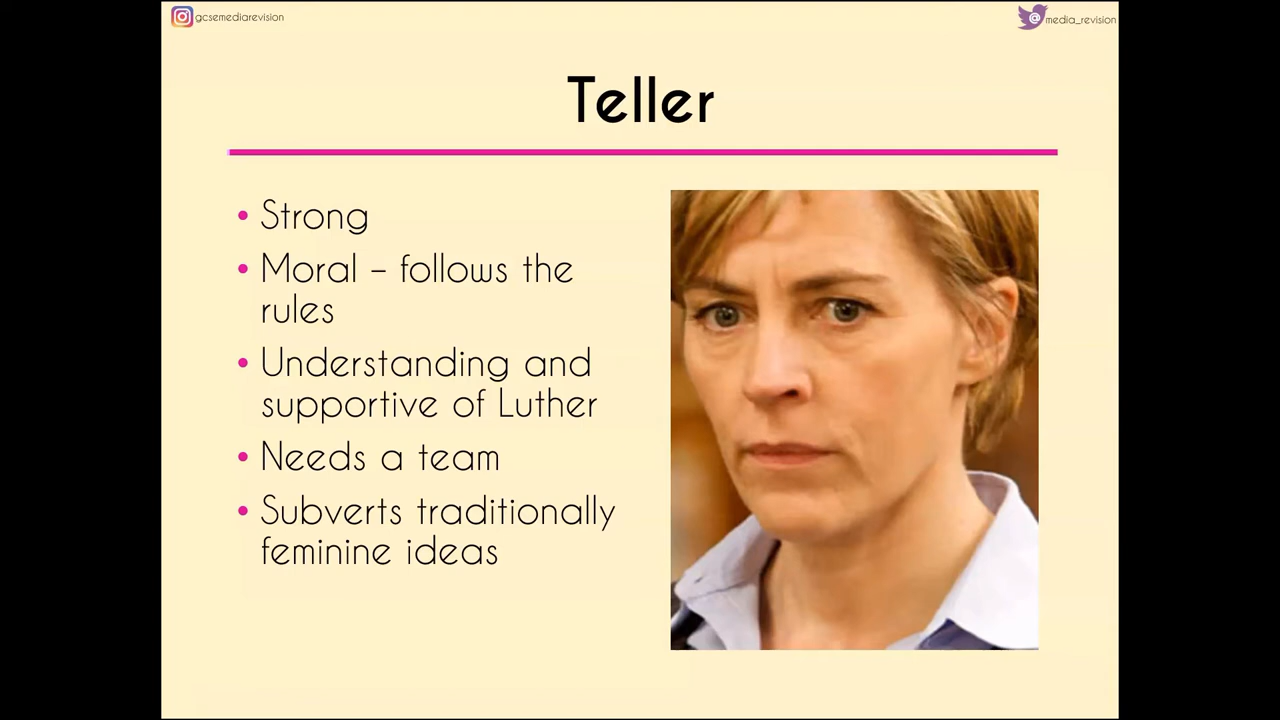 gcsemediarevision
@media_revision
Teller
• Strong
• Moral – follows the
rules
• Understanding and
supportive of Luther
• Needs a team
• Subverts traditionally
feminine ideas